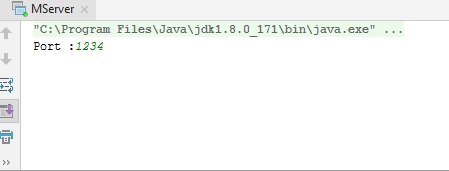 MServer
"C:\Program Files\Java\jdk1.8.0_171\bin\java.exe" ...
Port :1234